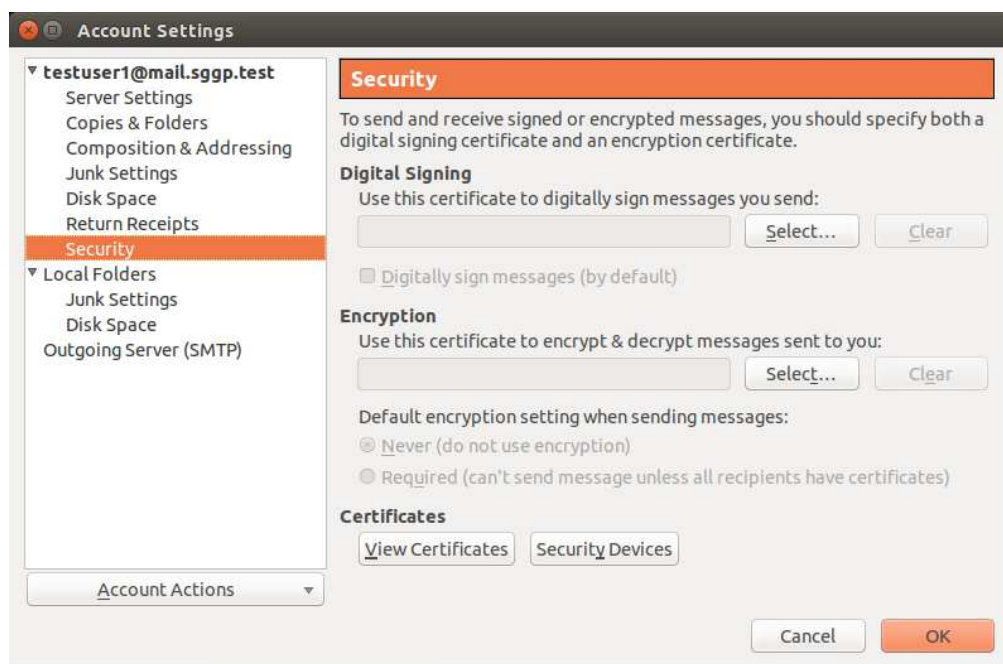 Account Settings
testuser1@mail.sggp.test
Server Settings
Copies & Folders
Composition & Addressing
Junk Settings
Disk Space
Return Receipts
Security
Local Folders
Junk Settings
Disk Space
Outgoing Server (SMTP)
Account Actions
Security
To send and receive signed or encrypted messages, you should specify both a
digital signing certificate and an encryption certificate.
Digital Signing
Use this certificate to digitally sign messages you send:
Select... Clear
Digitally sign messages (by default)
Encryption
Use this certificate to encrypt & decrypt messages sent to you:
Select... Clear
Default encryption setting when sending messages:
Never (do not use encryption)
Required (can't send message unless all recipients have certificates)
Certificates
View Certificates Security Devices
Cancel OK